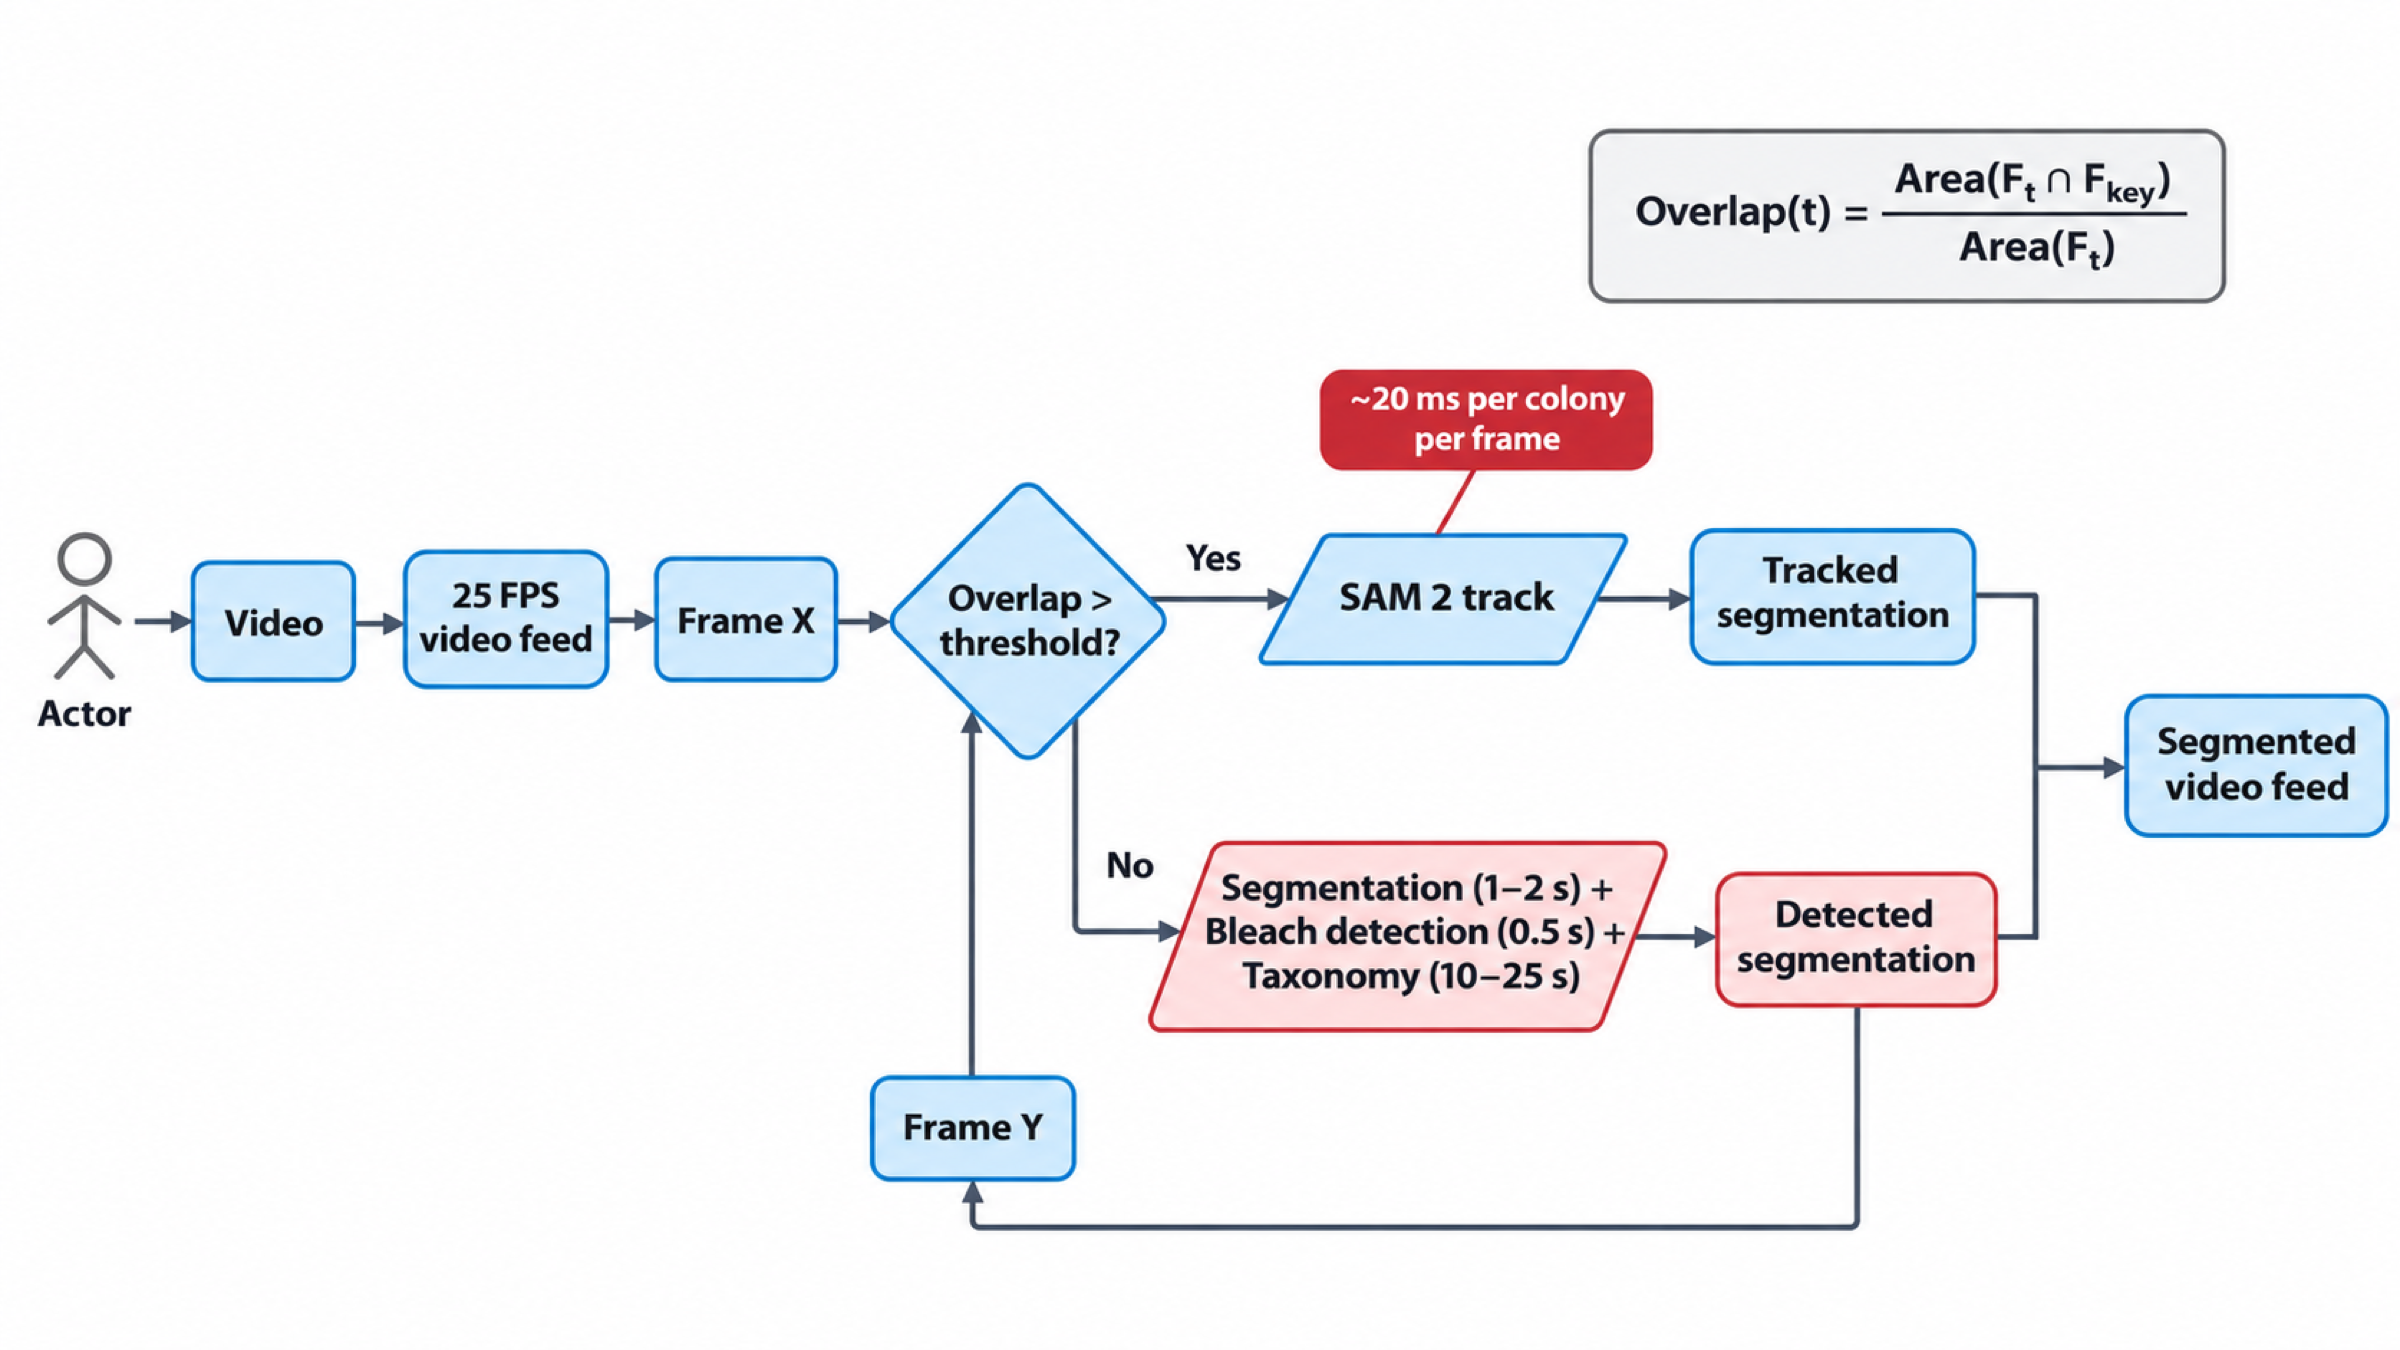 Overlap(t) = Area(Fₜ ∩ Fkey) / Area(Fₜ)
~20 ms per colony
per frame
Actor
Video
25 FPS
video feed
Frame X
Overlap >
threshold?
Yes
SAM 2 track
Tracked
segmentation
No
Segmentation (1–2 s) +
Bleach detection (0.5 s) +
Taxonomy (10–25 s)
Detected
segmentation
Segmented
video feed
Frame Y